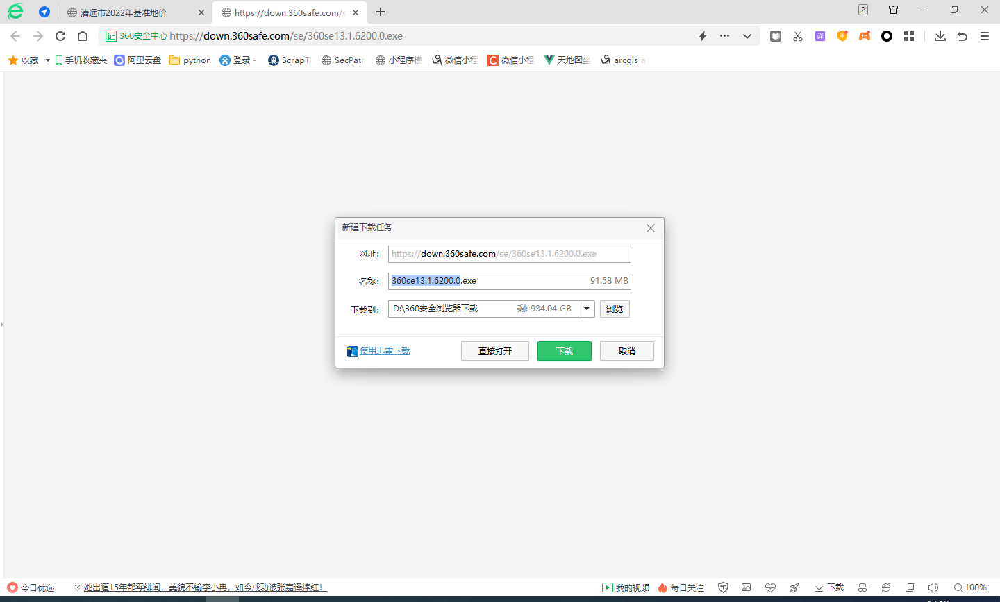 清远市2022年基准地价
https://down.360safe.com/s
2
证 360安全中心 https://down.360safe.com/se/360se13.1.6200.0.exe
译
收藏 手机收藏夹 阿里云盘 python 登录 - ScrapTi SecPath 小程序模 微信小程 C 微信小程 天地图坐 arcgis a
新建下载任务
网址: https://down.360safe.com/se/360se13.1.6200.0.exe
名称: 360se13.1.6200.0.exe 91.58 MB
下载到: D:\360安全浏览器下载 剩: 934.04 GB 浏览
使用迅雷下载 直接打开 下载 取消
今日优选 她出道15年都零绯闻，美貌不输李小冉，如今成功被张嘉译捧红！ 我的视频 每日关注 下载 100%